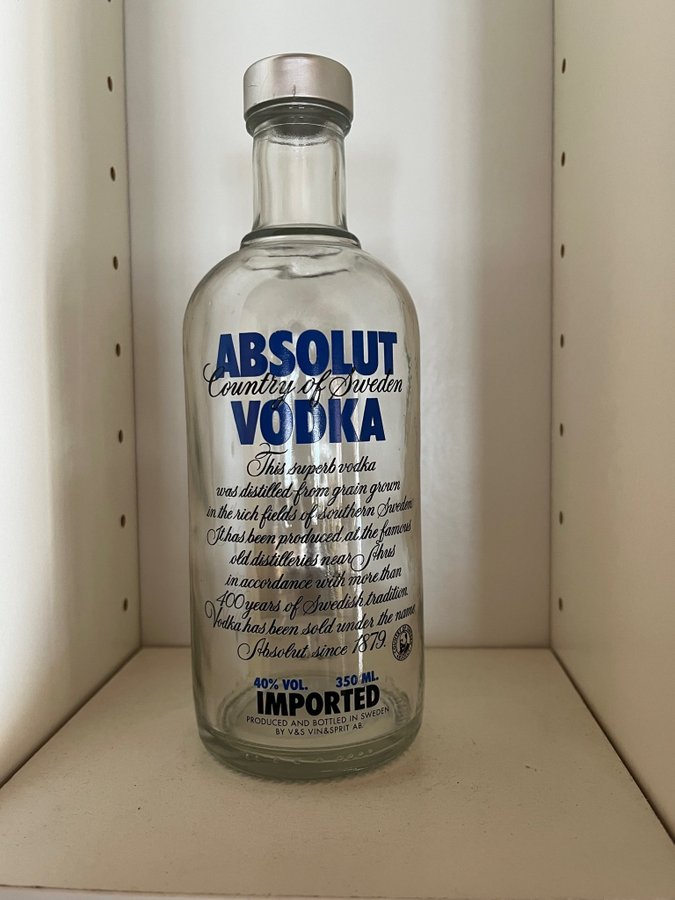 ABSOLUT
Country of Sweden
VODKA
This superb vodka
was distilled from grain grown
in the rich fields of southern Sweden.
It has been produced at the famous
old distilleries near Åhus
in accordance with more than
400 years of Swedish tradition.
Vodka has been sold under the name
Absolut since 1879.
40% VOL. 350 ML.
IMPORTED
PRODUCED AND BOTTLED IN SWEDEN
BY V&S VIN&SPRIT AB.